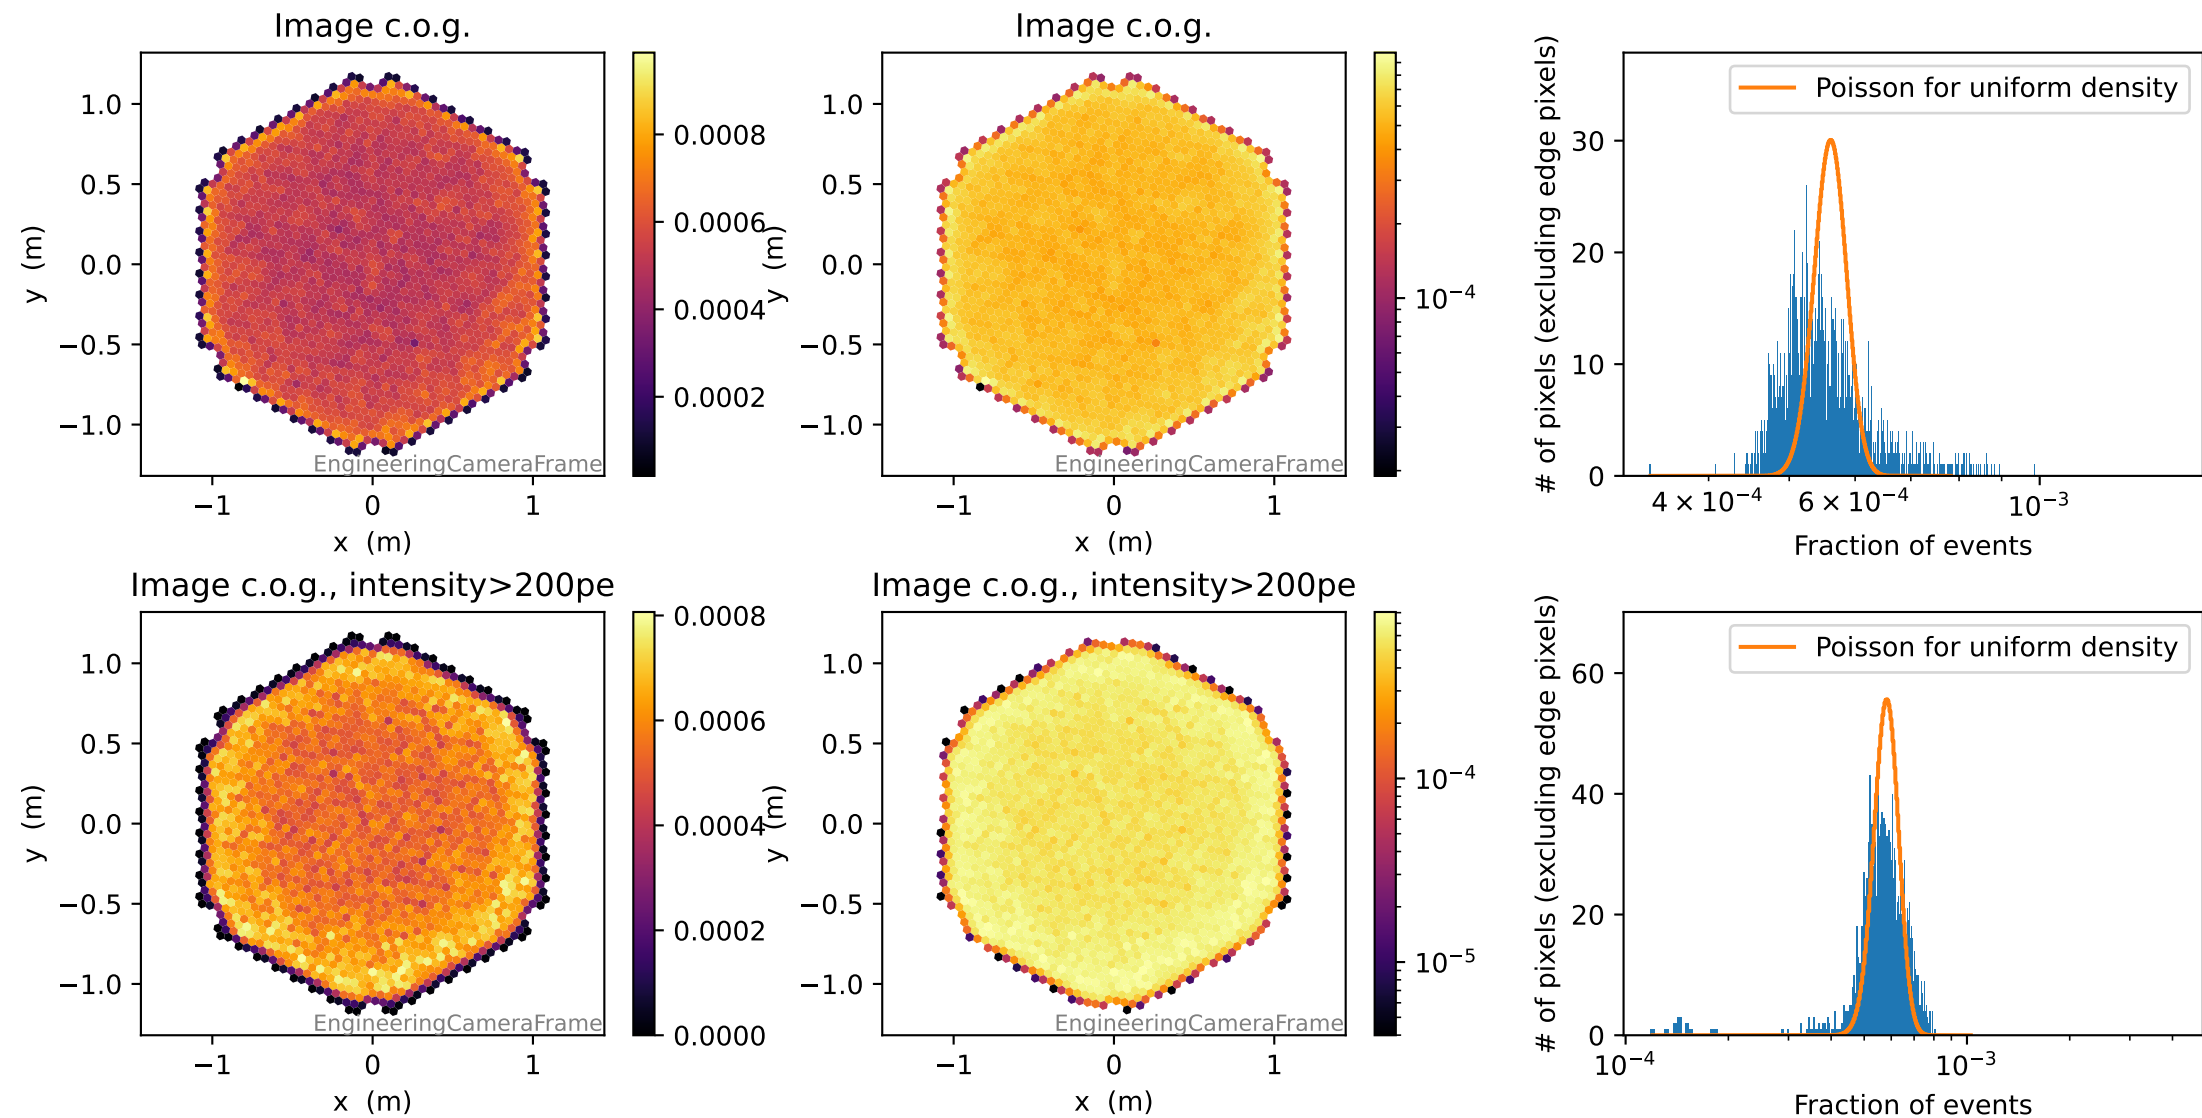 Image c.o.g.
1.0
0.5
0.0
−0.5
−1.0
y (m)
−1
0
1
x (m)
EngineeringCameraFrame
0.0008
0.0006
0.0004
0.0002
Image c.o.g.
1.0
0.5
0.0
−0.5
−1.0
y (m)
−1
0
1
x (m)
EngineeringCameraFrame
10⁻⁴
Poisson for uniform density
# of pixels (excluding edge pixels)
30
20
10
0
4 × 10⁻⁴
6 × 10⁻⁴
10⁻³
Fraction of events
Image c.o.g., intensity>200pe
1.0
0.5
0.0
−0.5
−1.0
y (m)
−1
0
1
x (m)
EngineeringCameraFrame
0.0008
0.0006
0.0004
0.0002
0.0000
Image c.o.g., intensity>200pe
1.0
0.5
0.0
−0.5
−1.0
y (m)
−1
0
1
x (m)
EngineeringCameraFrame
10⁻⁴
10⁻⁵
Poisson for uniform density
# of pixels (excluding edge pixels)
60
40
20
0
10⁻⁴
10⁻³
Fraction of events